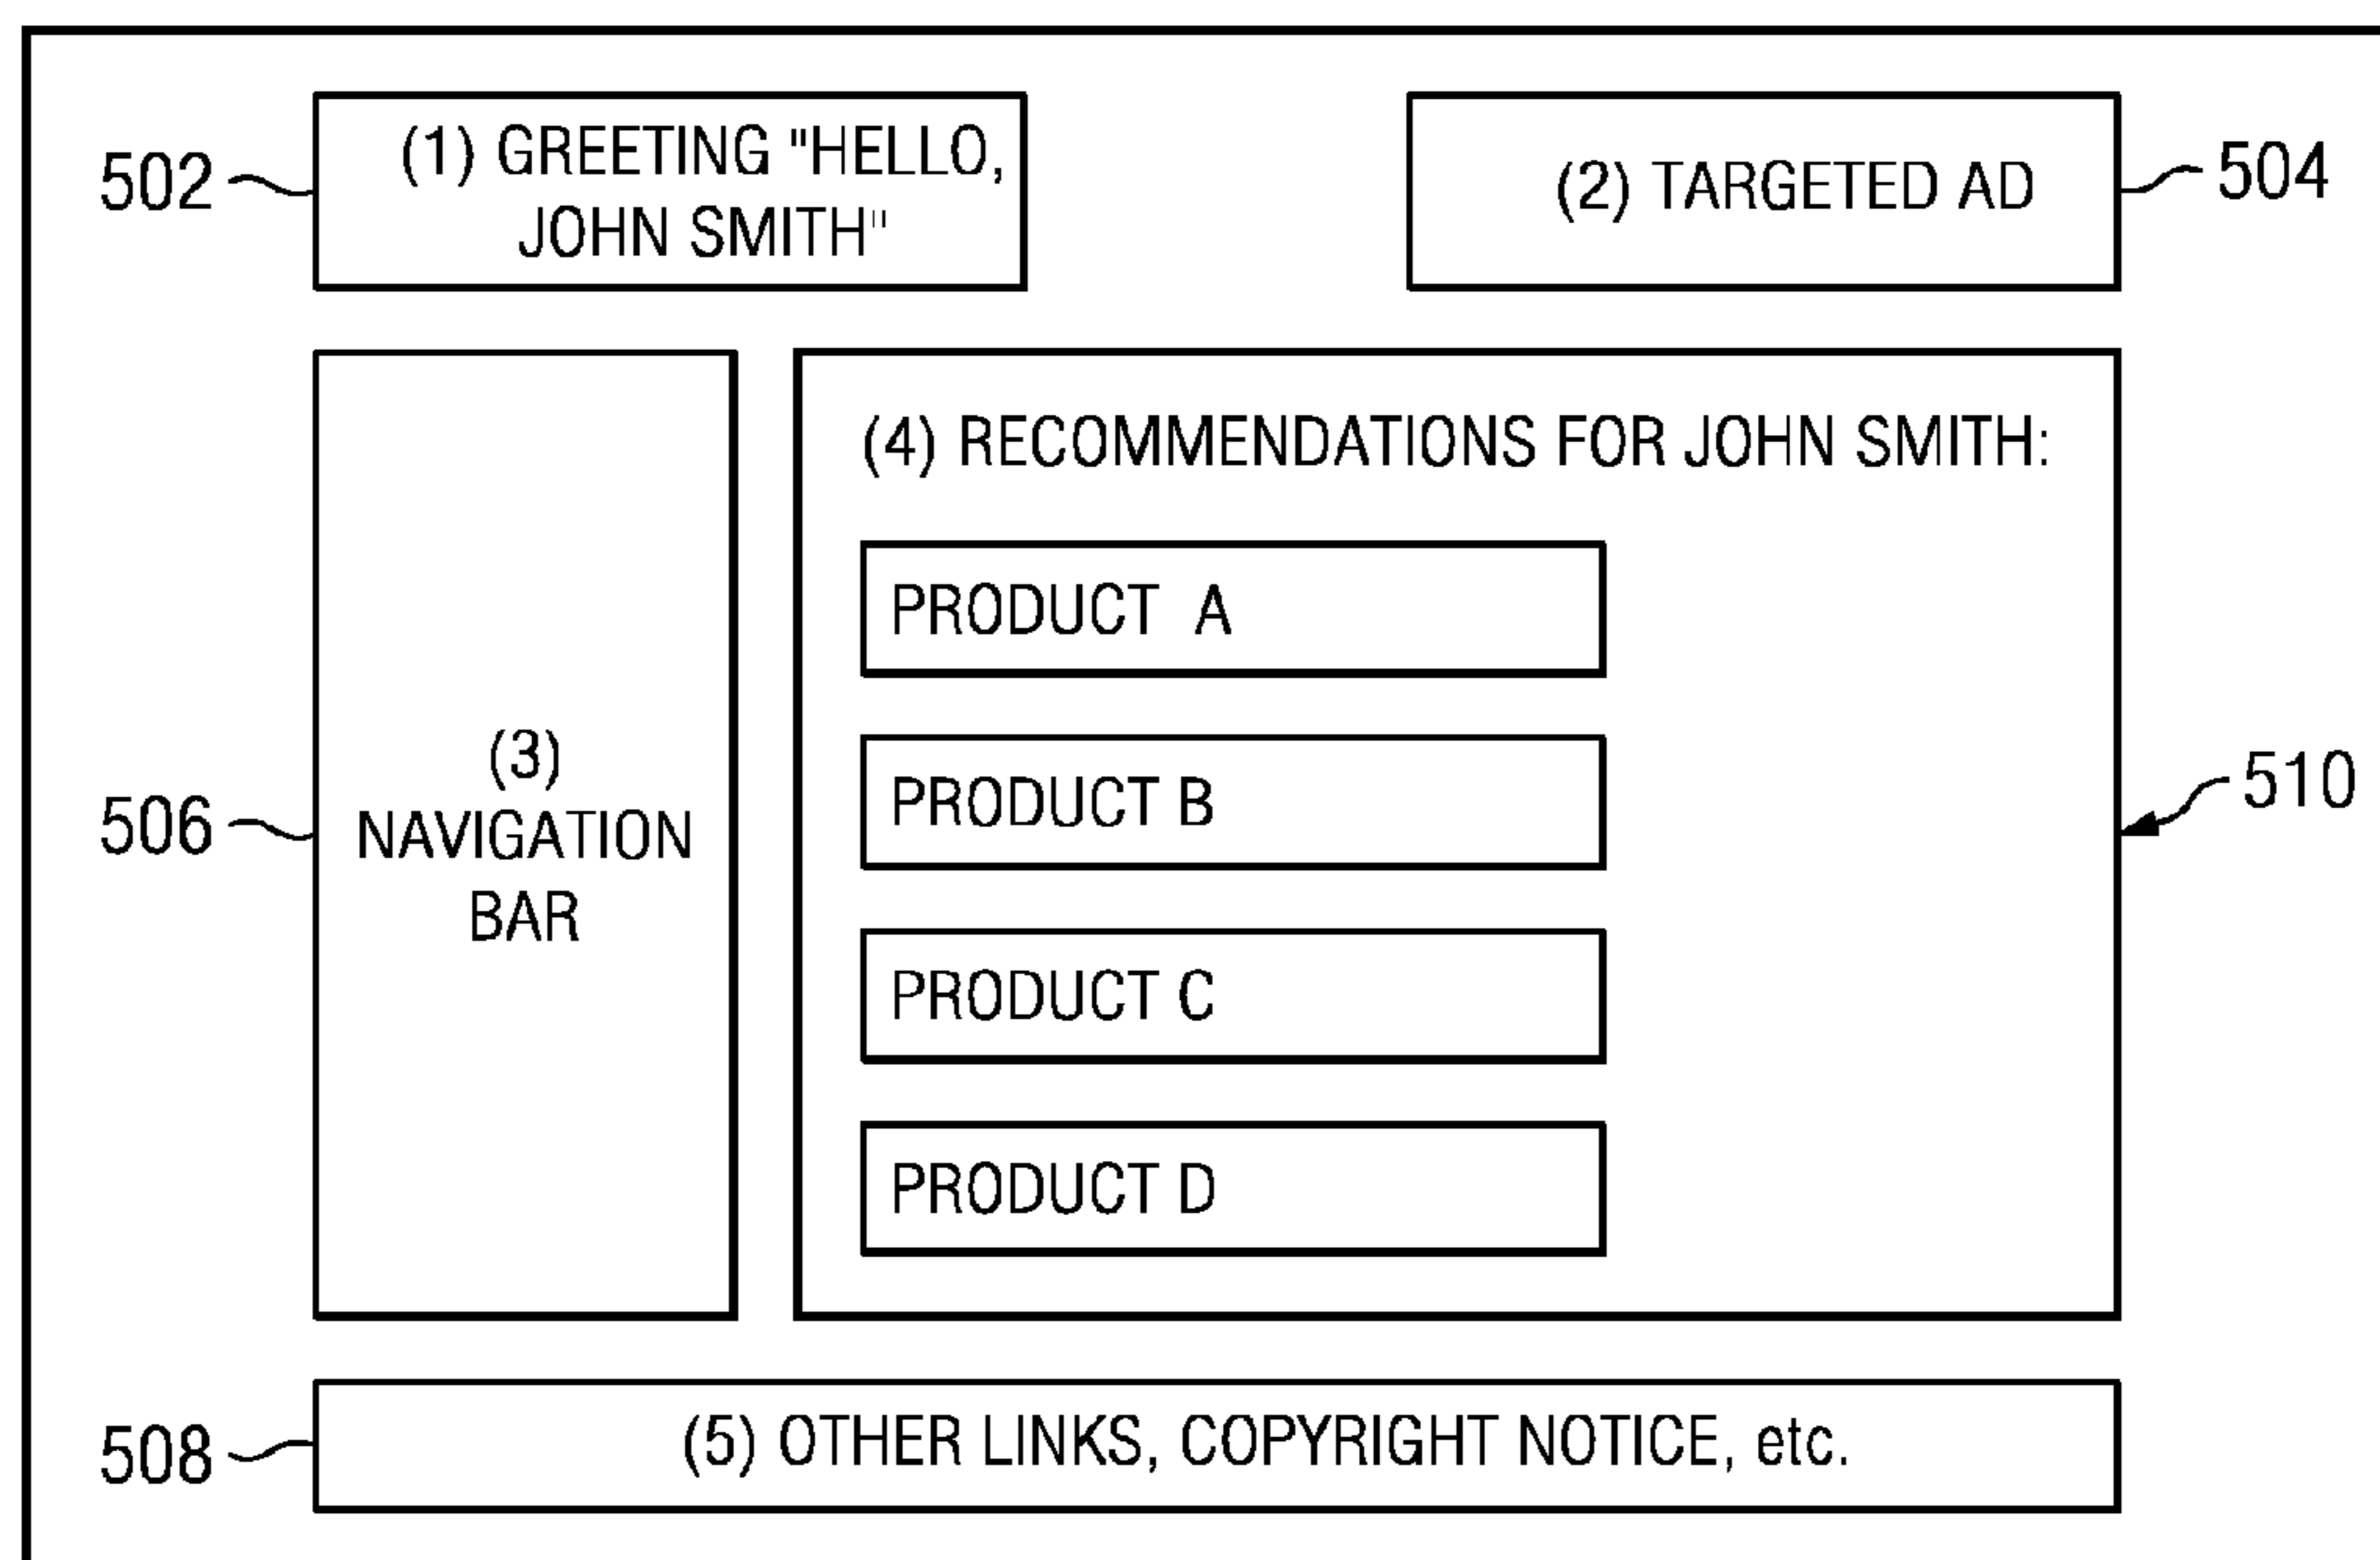 502
(1) GREETING "HELLO,
JOHN SMITH"
(2) TARGETED AD
504
506
(3)
NAVIGATION
BAR
(4) RECOMMENDATIONS FOR JOHN SMITH:
PRODUCT A
PRODUCT B
PRODUCT C
PRODUCT D
510
508
(5) OTHER LINKS, COPYRIGHT NOTICE, etc.